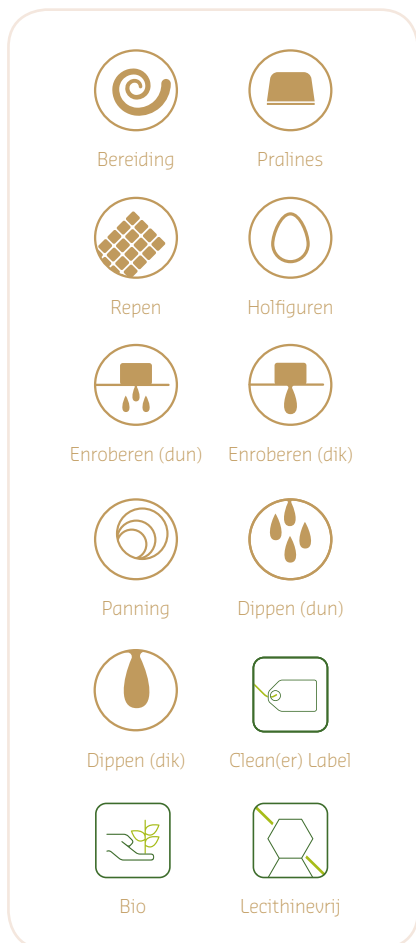 Bereiding
Pralines
Repen
Holfiguren
Enroberen (dun)
Enroberen (dik)
Panning
Dippen (dun)
Dippen (dik)
Clean(er) Label
Bio
Lecithinevrij